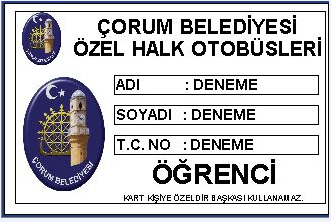 ÇORUM BELEDİYESİ
ÖZEL HALK OTOBÜSLERİ
ADI : DENEME
SOYADI : DENEME
T.C. NO : DENEME
ÇORUM BELEDİYESİ
ÖĞRENCİ
KART KİŞİYE ÖZELDİR BAŞKASI KULLANAMAZ.